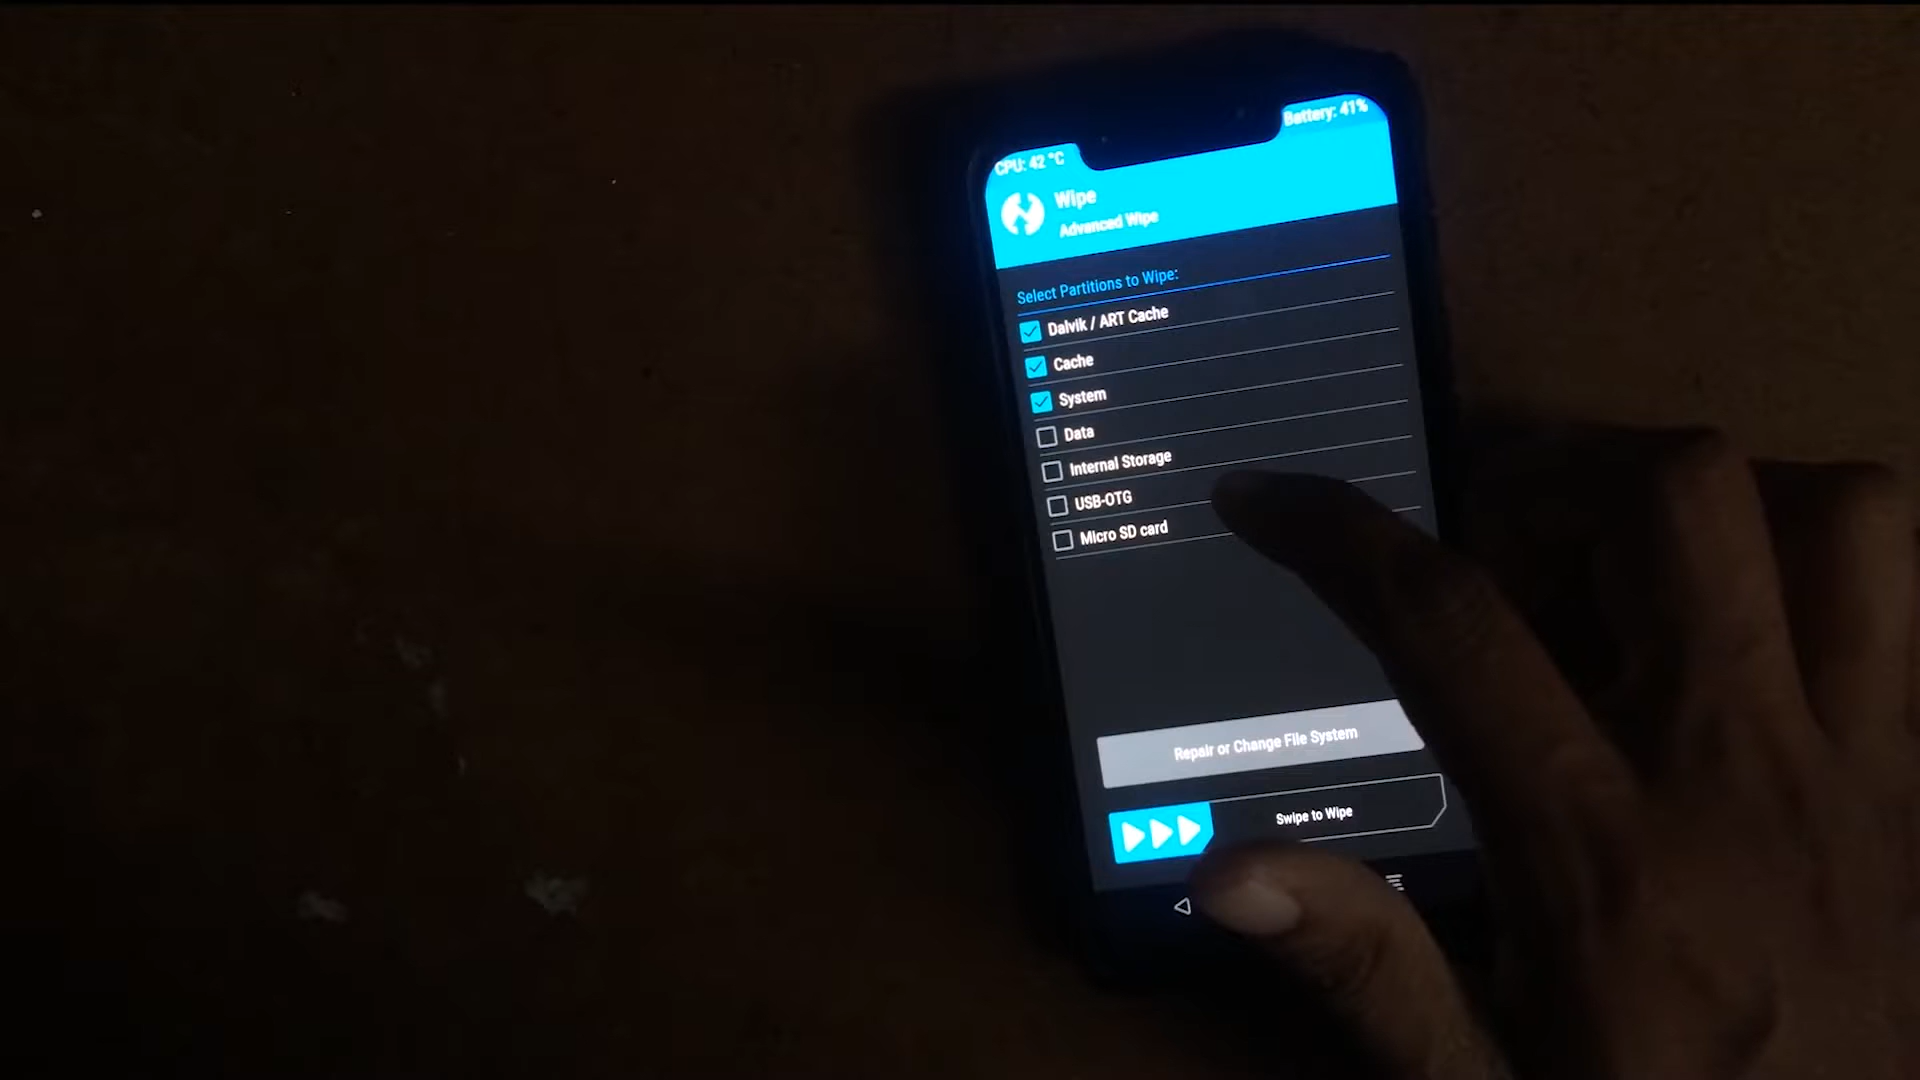 CPU: 42 °C
Battery: 41%
Wipe
Advanced Wipe
Select Partitions to Wipe:
Dalvik / ART Cache
Cache
System
Data
Internal Storage
USB-OTG
Micro SD card
Repair or Change File System
Swipe to Wipe